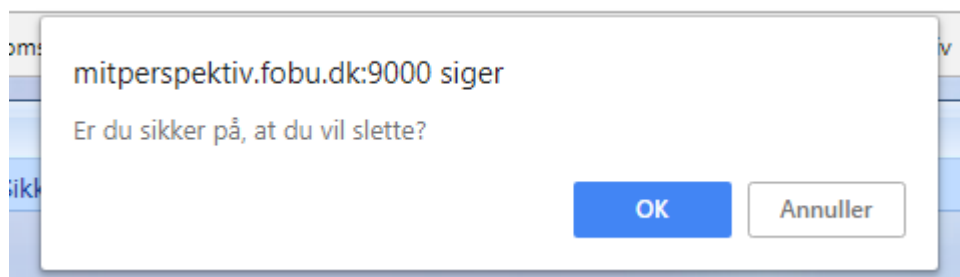 mitperspektiv.fobu.dk:9000 siger
Er du sikker på, at du vil slette?
OK Annuller